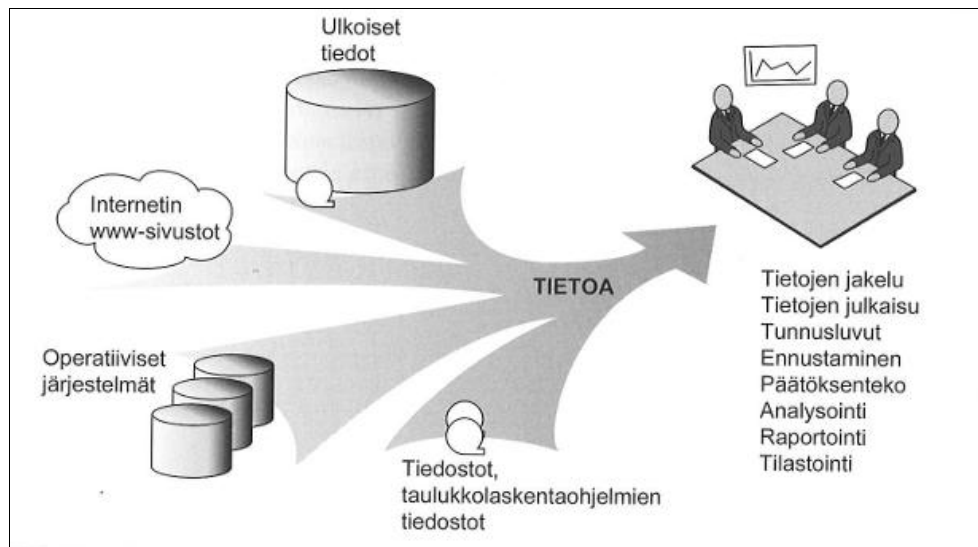 Ulkoiset
tiedot
Internetin
www-sivustot
TIETOA
Operatiiviset
järjestelmät
Tiedostot,
taulukkolaskentaohjelmien
tiedostot
Tietojen jakelu
Tietojen julkaisu
Tunnusluvut
Ennustaminen
Päätöksenteko
Analysointi
Raportointi
Tilastointi